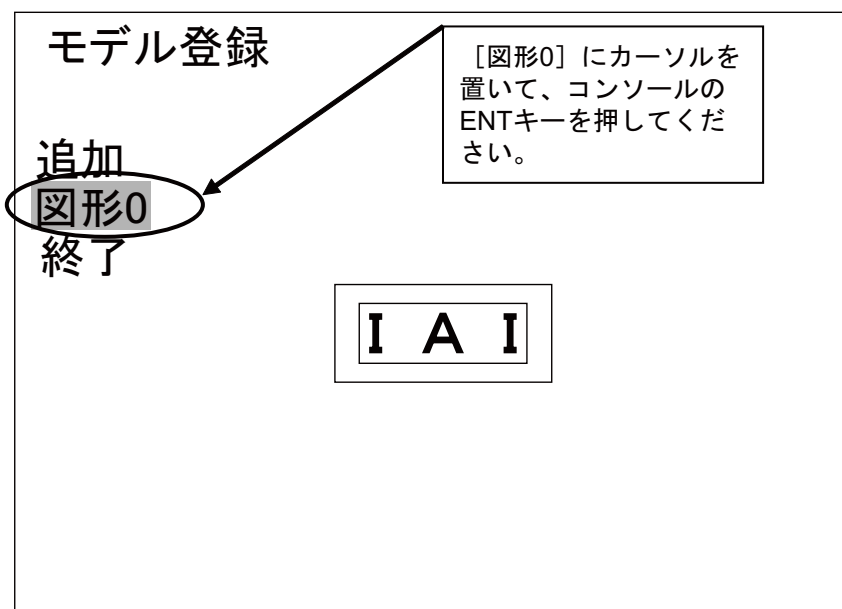 モデル登録
［図形0］にカーソルを
置いて、コンソールの
ENTキーを押してくだ
さい。
追加
図形0
終了
I A I